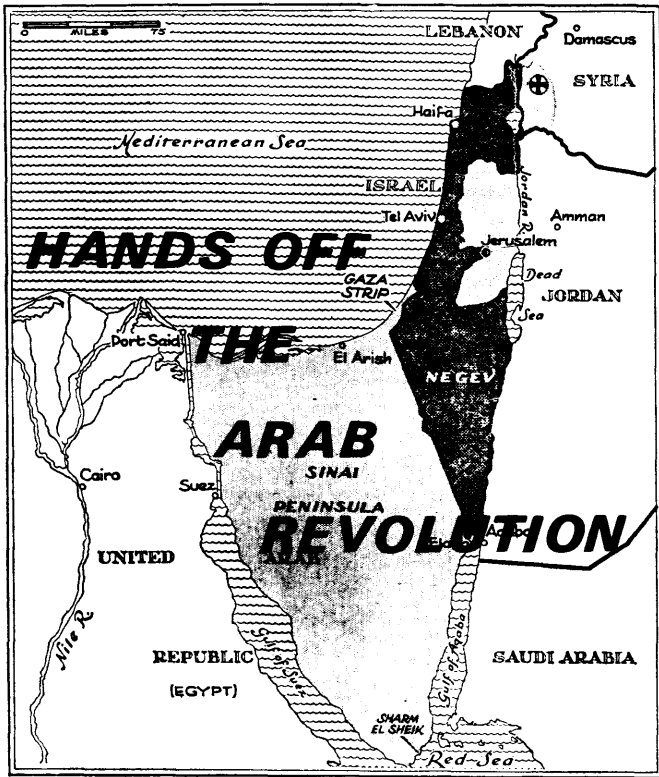 0 MILES 75
LEBANON
Damascus
SYRIA
Haifa
Mediterranean Sea
ISRAEL
Jordan R.
Tel Aviv
Amman
Jerusalem
HANDS OFF
GAZA
STRIP
Dead
Sea
JORDAN
Port Said
THE
El Arish
NEGEV
ARAB
SINAI
Cairo
Suez
PENINSULA
REVOLUTION
UNITED
ARAB
Nile R.
REPUBLIC
(EGYPT)
Gulf of Suez
Gulf of Aqaba
SAUDI ARABIA
SHARM
EL SHEIK
Red Sea